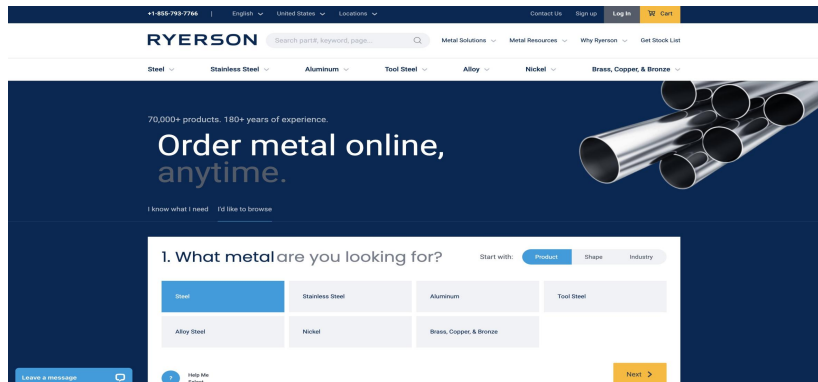 +1-855-793-7766 | English United States Locations Contact Us Sign up Log In Cart
RYERSON Search part#, keyword, page... Metal Solutions Metal Resources Why Ryerson Get Stock List
Steel Stainless Steel Aluminum Tool Steel Alloy Nickel Brass, Copper, & Bronze
70,000+ products. 180+ years of experience.
Order metal online,
anytime.
I know what I need I'd like to browse
1. What metal are you looking for? Start with: Product Shape Industry
Steel Stainless Steel Aluminum Tool Steel
Alloy Steel Nickel Brass, Copper, & Bronze
Help Me
Next
Leave a message ?